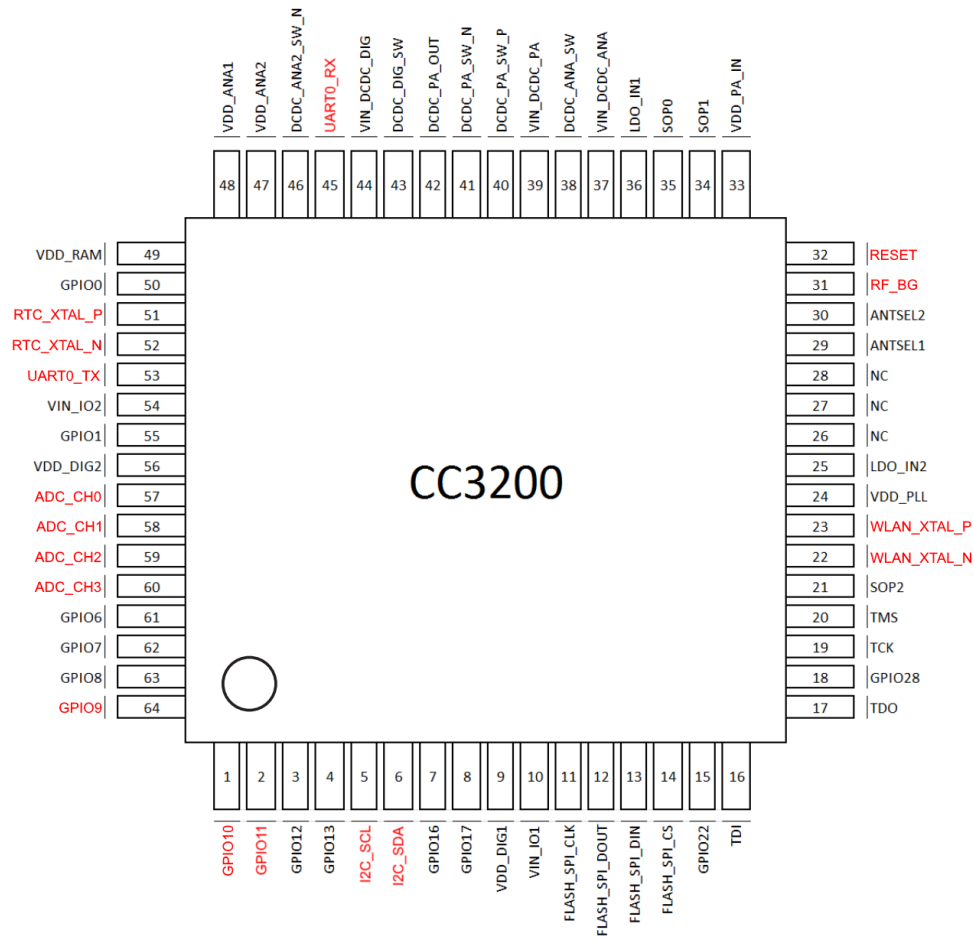 VDD_ANA1
VDD_ANA2
DCDC_ANA2_SW_N
UART0_RX
VIN_DCDC_DIG
DCDC_DIG_SW
DCDC_PA_OUT
DCDC_PA_SW_N
DCDC_PA_SW_P
VIN_DCDC_PA
DCDC_ANA_SW
VIN_DCDC_ANA
LDO_IN1
SOP0
SOP1
VDD_PA_IN
48 47 46 45 44 43 42 41 40 39 38 37 36 35 34 33
VDD_RAM 49
GPIO0 50
RTC_XTAL_P 51
RTC_XTAL_N 52
UART0_TX 53
VIN_IO2 54
GPIO1 55
VDD_DIG2 56
ADC_CH0 57
ADC_CH1 58
ADC_CH2 59
ADC_CH3 60
GPIO6 61
GPIO7 62
GPIO8 63
GPIO9 64
CC3200
32 RESET
31 RF_BG
30 ANTSEL2
29 ANTSEL1
28 NC
27 NC
26 NC
25 LDO_IN2
24 VDD_PLL
23 WLAN_XTAL_P
22 WLAN_XTAL_N
21 SOP2
20 TMS
19 TCK
18 GPIO28
17 TDO
1 2 3 4 5 6 7 8 9 10 11 12 13 14 15 16
GPIO10
GPIO11
GPIO12
GPIO13
I2C_SCL
I2C_SDA
GPIO16
GPIO17
VDD_DIG1
VIN_IO1
FLASH_SPI_CLK
FLASH_SPI_DOUT
FLASH_SPI_DIN
FLASH_SPI_CS
GPIO22
TDI